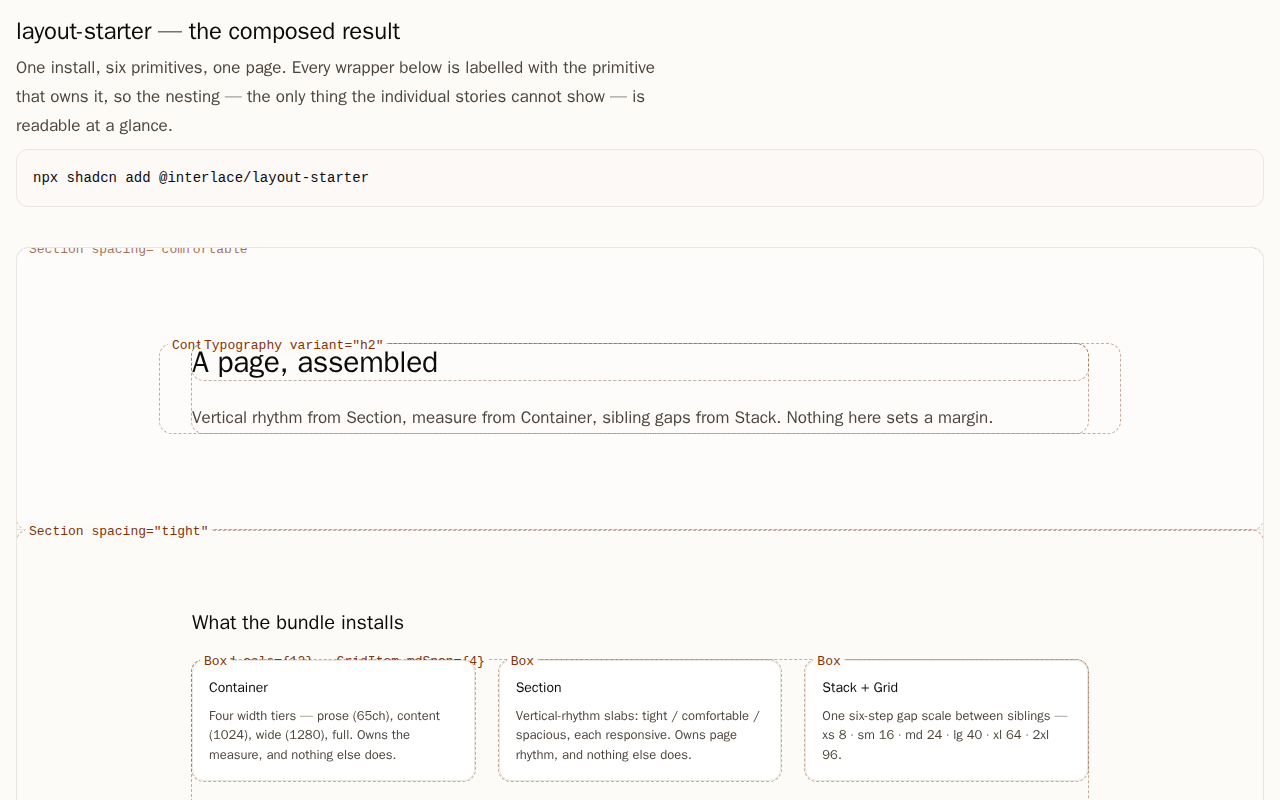 layout-starter — the composed result
One install, six primitives, one page. Every wrapper below is labelled with the primitive
that owns it, so the nesting — the only thing the individual stories cannot show — is
readable at a glance.
npx shadcn add @interlace/layout-starter
Section spacing="comfortable"
Typography variant="h2"
A page, assembled
Vertical rhythm from Section, measure from Container, sibling gaps from Stack. Nothing here sets a margin.
Section spacing="tight"
What the bundle installs
Box
GridItem mdSpan={4}
Box
Box
Container
Four width tiers — prose (65ch), content
(1024), wide (1280), full. Owns the
measure, and nothing else does.
Section
Vertical-rhythm slabs: tight / comfortable /
spacious, each responsive. Owns page
rhythm, and nothing else does.
Stack + Grid
One six-step gap scale between siblings —
xs 8 · sm 16 · md 24 · lg 40 · xl 64 · 2xl
96.